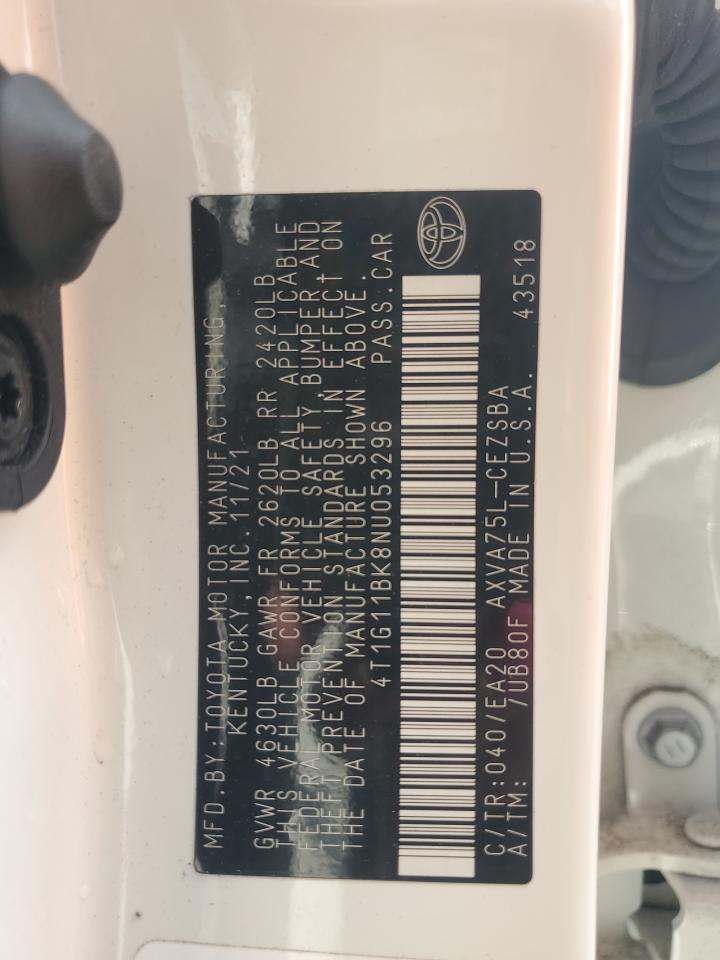 MFD. BY: TOYOTA MOTOR MANUFACTURING,
KENTUCKY, INC. 11/21
GVWR 4630LB GAWR FR 2620LB RR 2420LB
THIS VEHICLE CONFORMS TO ALL APPLICABLE
FEDERAL MOTOR VEHICLE SAFETY, BUMPER, AND
THEFT PREVENTION STANDARDS IN EFFECT ON
THE DATE OF MANUFACTURE SHOWN ABOVE.
4T1G11BK8NU053296 PASS. CAR
C/TR: 040/EA20 AXVA75L-CEZSBA
A/TM: /UB80F MADE IN U.S.A. 43518